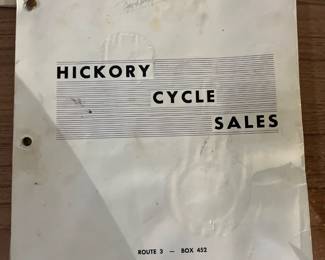 HICKORY
CYCLE
SALES
ROUTE 3 — BOX 452